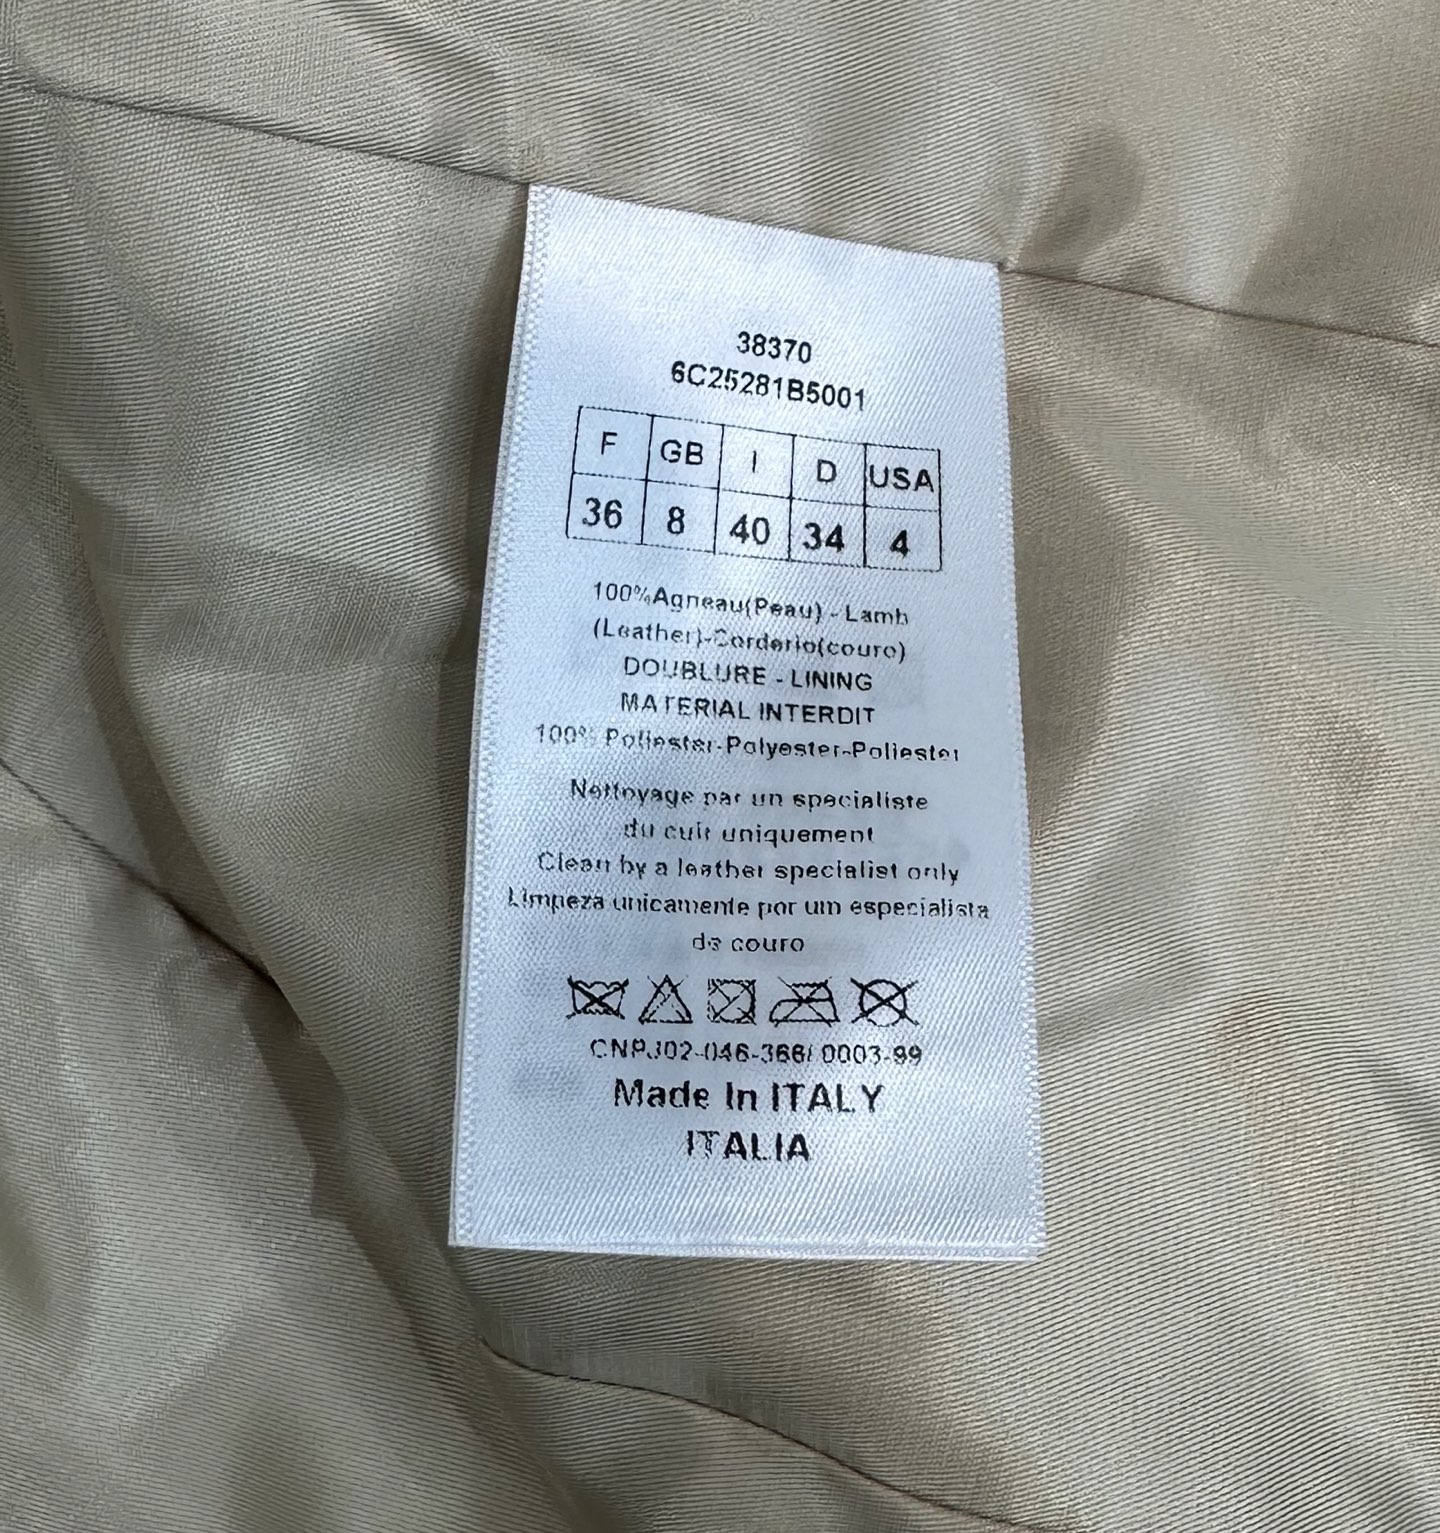 38370
6C25281B5001
F GB I D USA
36 8 40 34 4
100%Agneau(Peau) - Lamb
(Leather)-Corderio(couro)
DOUBLURE - LINING
MATERIAL INTERDIT
100% Poliester-Polyester-Poliester
Nettoyage par un specialiste
du cuir uniquement
Clean by a leather specialist only
Limpeza unicamente por um especialista
de couro
CNPJ02-046-366/ 0003-99
Made In ITALY
ITALIA